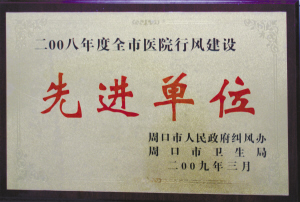 二00八年度全市医院行风建设
先进单位
周口市人民政府纠风办
周口市卫生局
二00九年三月